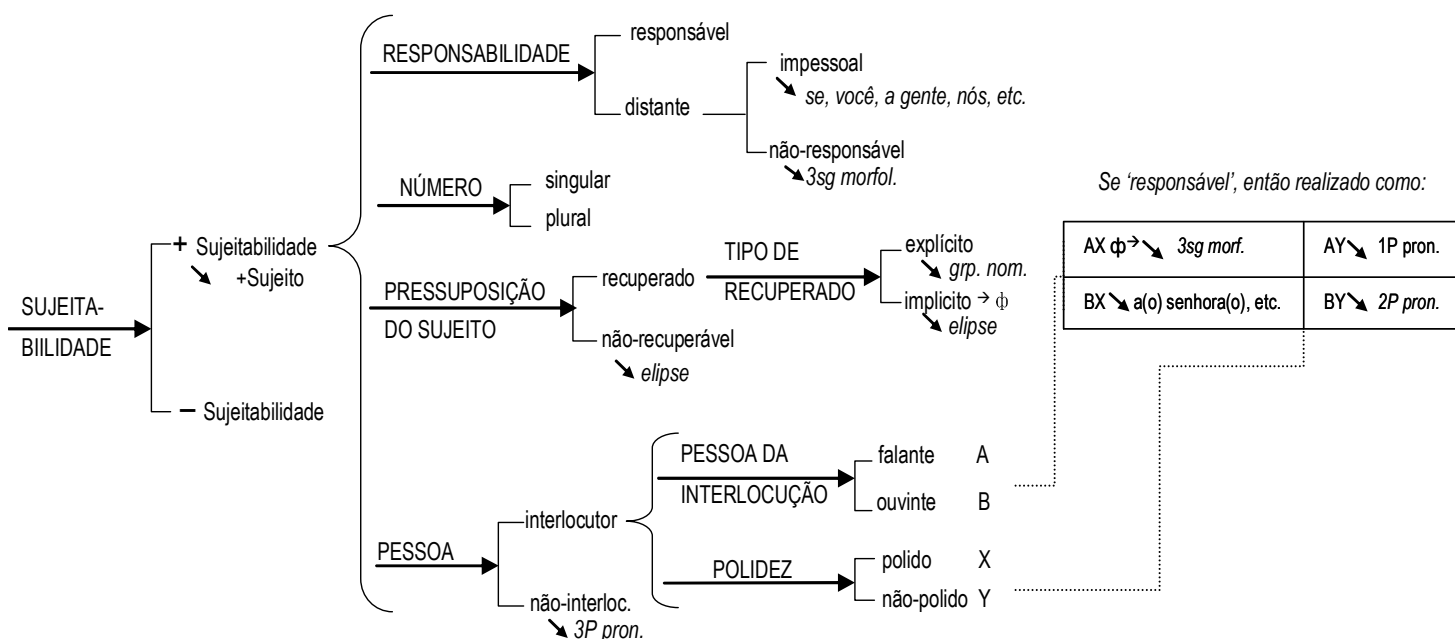 responsável
RESPONSABILIDADE
impessoal
↘ se, você, a gente, nós, etc.
distante
não-responsável
↘ 3sg morfol.
NÚMERO
singular
plural
Se ‘responsável’, então realizado como:
AX ф→↘ 3sg morf.
AY↘ 1P pron.
BX ↘ a(o) senhora(o), etc.
BY↘ 2P pron.
+ Sujeitabilidade
↘ +Sujeito
SUJEITA-
BIILIDADE
− Sujeitabilidade
PRESSUPOSIÇÃO
DO SUJEITO
recuperado
não-recuperável
↘ elipse
TIPO DE
RECUPERADO
explícito
↘ grp. nom.
implicito → ф
↘ elipse
PESSOA
interlocutor
não-interloc.
↘ 3P pron.
PESSOA DA
INTERLOCUÇÃO
falante A
ouvinte B
POLIDEZ
polido X
não-polido Y